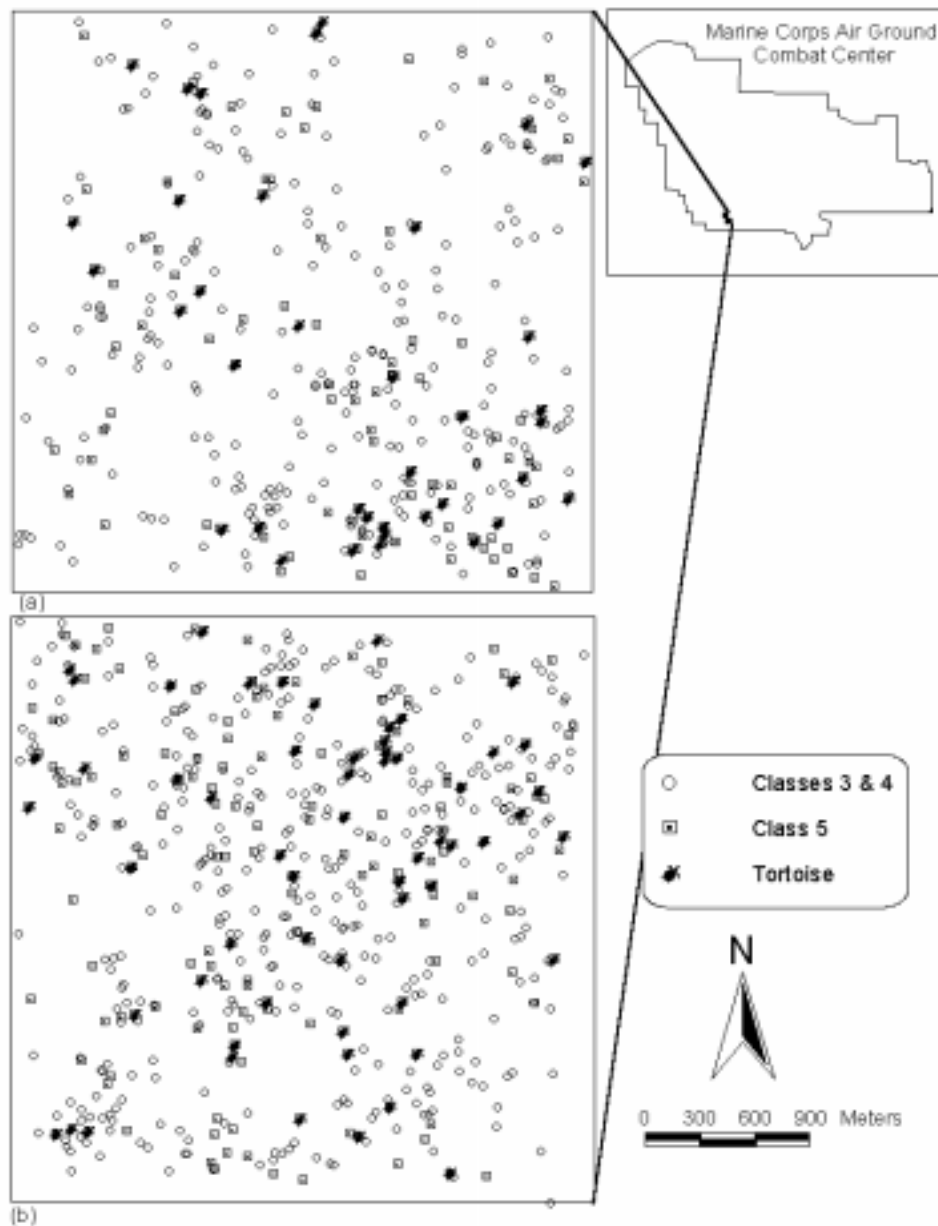 Marine Corps Air Ground
Combat Center
(a)
Classes 3 & 4
Class 5
Tortoise
N
0 300 600 900 Meters
(b)